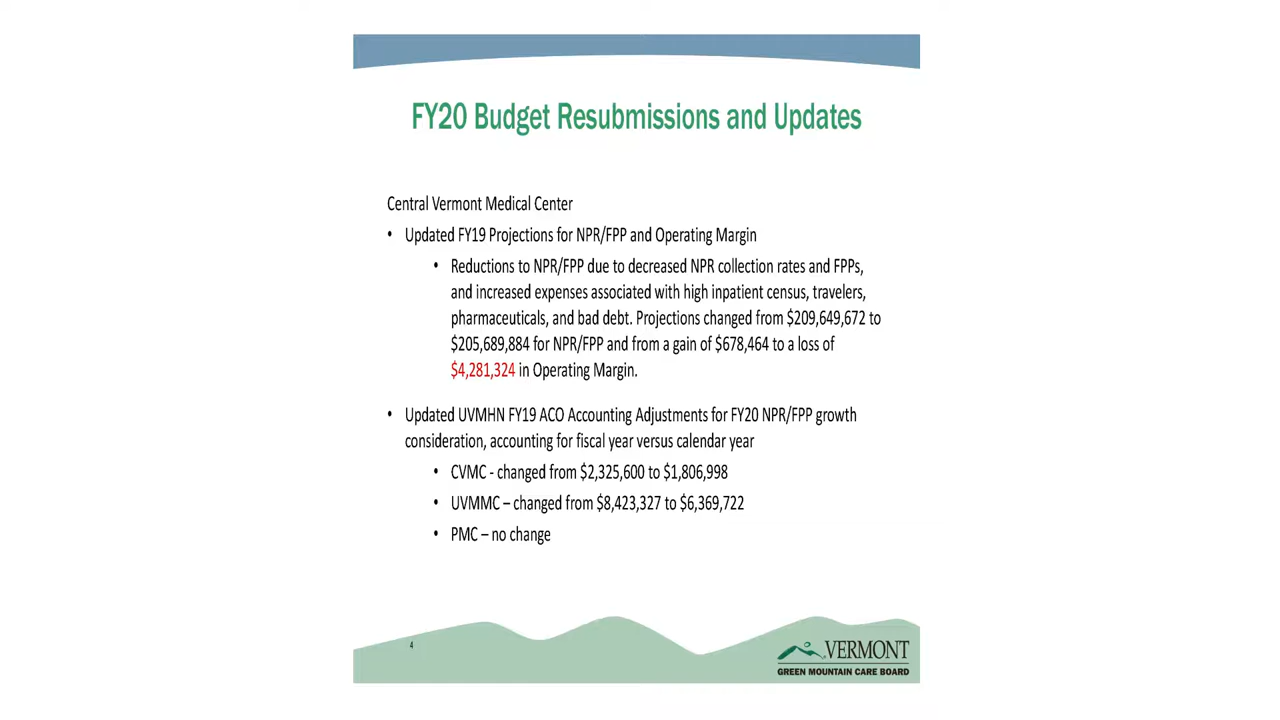 FY20 Budget Resubmissions and Updates
Central Vermont Medical Center
• Updated FY19 Projections for NPR/FPP and Operating Margin
• Reductions to NPR/FPP due to decreased NPR collection rates and FPPs,
and increased expenses associated with high inpatient census, travelers,
pharmaceuticals, and bad debt. Projections changed from $209,649,672 to
$205,689,884 for NPR/FPP and from a gain of $678,464 to a loss of
$4,281,324 in Operating Margin.
• Updated UVMHN FY19 ACO Accounting Adjustments for FY20 NPR/FPP growth
consideration, accounting for fiscal year versus calendar year
• CVMC - changed from $2,325,600 to $1,806,998
• UVMMC – changed from $8,423,327 to $6,369,722
• PMC – no change
4
VERMONT
GREEN MOUNTAIN CARE BOARD